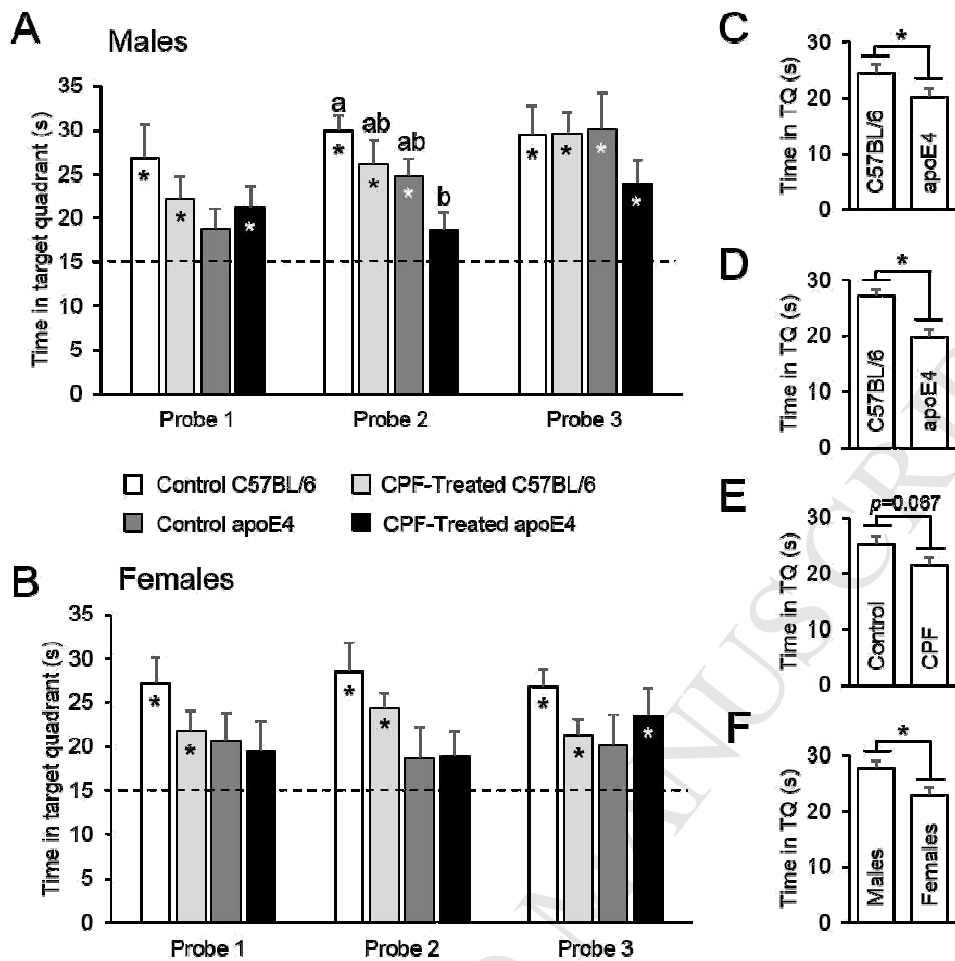 A
Males
Time in target quadrant (s)
35
30
25
20
15
10
5
0
*
*
*
a
ab
ab
b
*
*
*
*
*
*
*
Probe 1
Probe 2
Probe 3
Control C57BL/6
CPF-Treated C57BL/6
Control apoE4
CPF-Treated apoE4
B
Females
Time in target quadrant (s)
35
30
25
20
15
10
5
0
*
*
*
*
*
*
*
Probe 1
Probe 2
Probe 3
C
Time in TQ (s)
30
20
10
0
*
C57BL/6
apoE4
D
Time in TQ (s)
30
20
10
0
*
C57BL/6
apoE4
E
Time in TQ (s)
30
20
10
0
p=0.067
Control
CPF
F
Time in TQ (s)
30
20
10
0
*
Males
Females